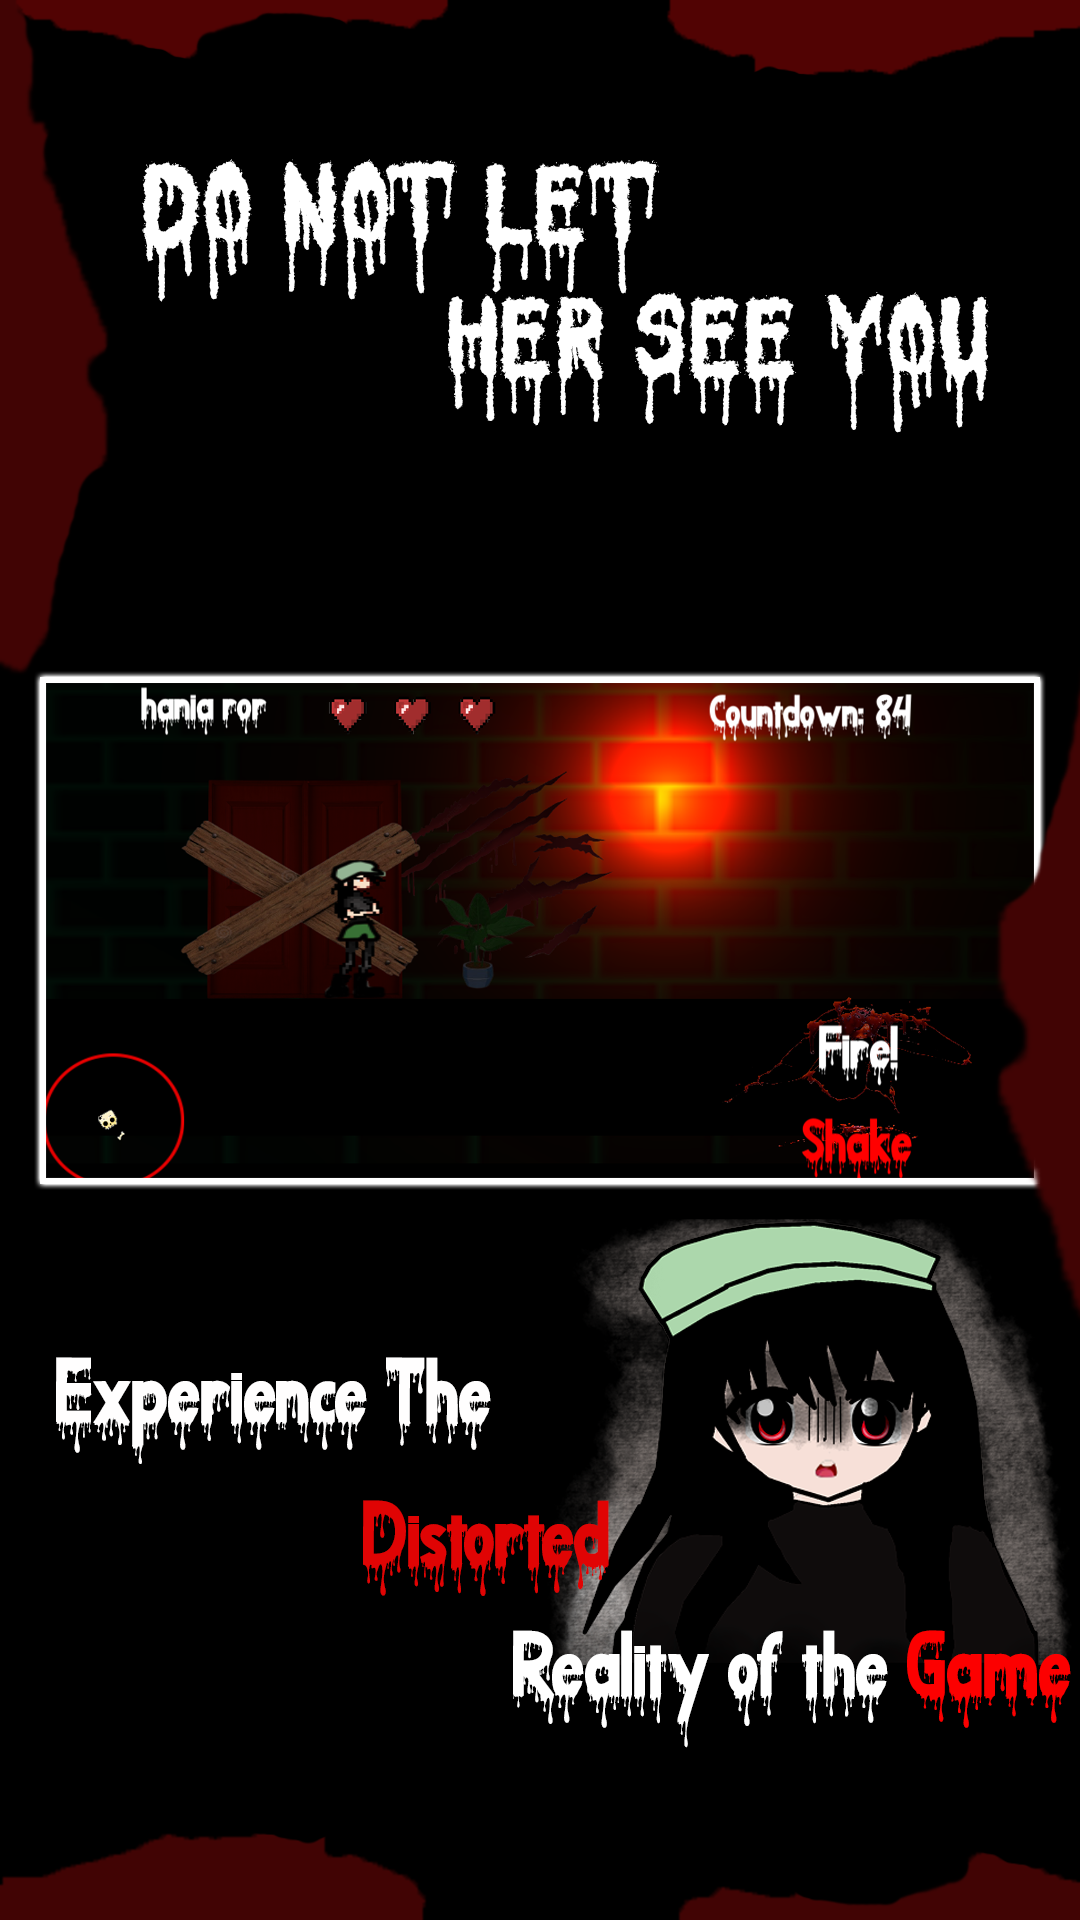 DO NOT LET
HER SEE YOU
hania ror
Countdown: 84
Fire!
Shake
Experience The
Distorted
Reality of the Game